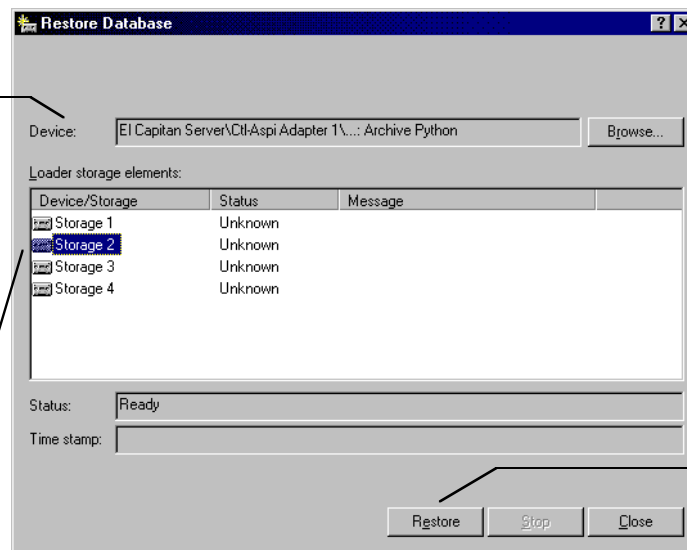 Restore Database
Device: El Capitan Server\Ctl-Aspi Adapter 1\...: Archive Python Browse...
Loader storage elements:
Device/Storage Status Message
Storage 1 Unknown
Storage 2 Unknown
Storage 3 Unknown
Storage 4 Unknown
Status: Ready
Time stamp:
Restore Stop Close